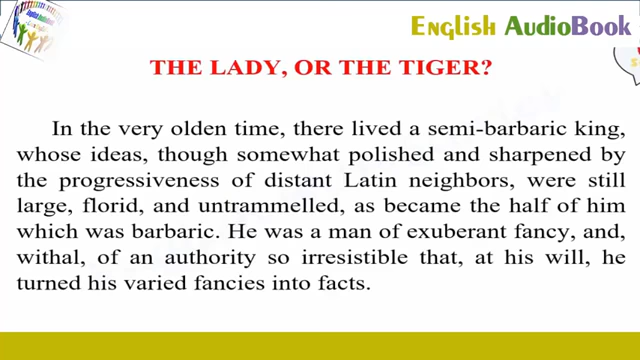 English AudioBook
THE LADY, OR THE TIGER?
In the very olden time, there lived a semi-barbaric king,
whose ideas, though somewhat polished and sharpened by
the progressiveness of distant Latin neighbors, were still
large, florid, and untrammelled, as became the half of him
which was barbaric. He was a man of exuberant fancy, and,
withal, of an authority so irresistible that, at his will, he
turned his varied fancies into facts.